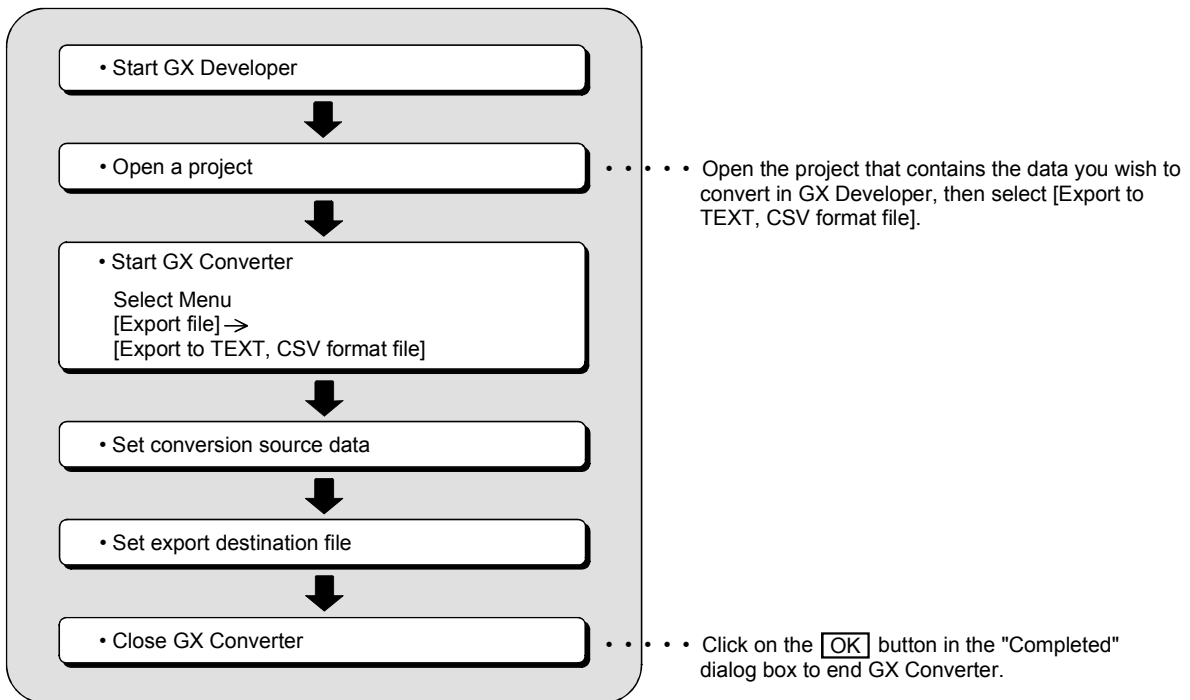 • Start GX Developer
• Open a project
• • • • • Open the project that contains the data you wish to
convert in GX Developer, then select [Export to
TEXT, CSV format file].
• Start GX Converter
Select Menu
[Export file] →
[Export to TEXT, CSV format file]
• Set conversion source data
• Set export destination file
• Close GX Converter
• • • • • Click on the OK button in the "Completed"
dialog box to end GX Converter.